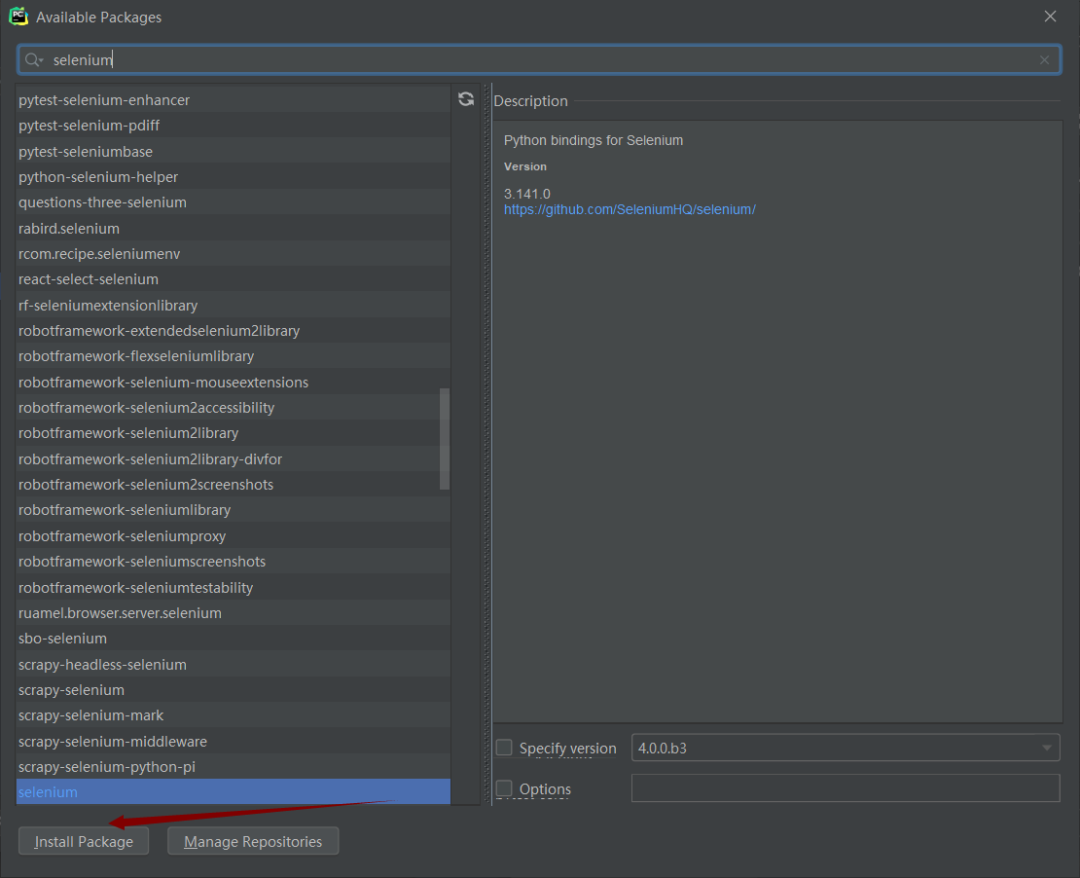 PC
Available Packages
selenium
pytest-selenium-enhancer
pytest-selenium-pdiff
pytest-seleniumbase
python-selenium-helper
questions-three-selenium
rabird.selenium
rcom.recipe.seleniumenv
react-select-selenium
rf-seleniumextensionlibrary
robotframework-extendedselenium2library
robotframework-flexseleniumlibrary
robotframework-selenium-mouseextensions
robotframework-selenium2accessibility
robotframework-selenium2library
robotframework-selenium2library-divfor
robotframework-selenium2screenshots
robotframework-seleniumlibrary
robotframework-seleniumproxy
robotframework-seleniumscreenshots
robotframework-seleniumtestability
ruamel.browser.server.selenium
sbo-selenium
scrapy-headless-selenium
scrapy-selenium
scrapy-selenium-mark
scrapy-selenium-middleware
scrapy-selenium-python-pi
selenium
Description
Python bindings for Selenium
Version
3.141.0
https://github.com/SeleniumHQ/selenium/
Specify version 4.0.0.b3
Options
Install Package Manage Repositories